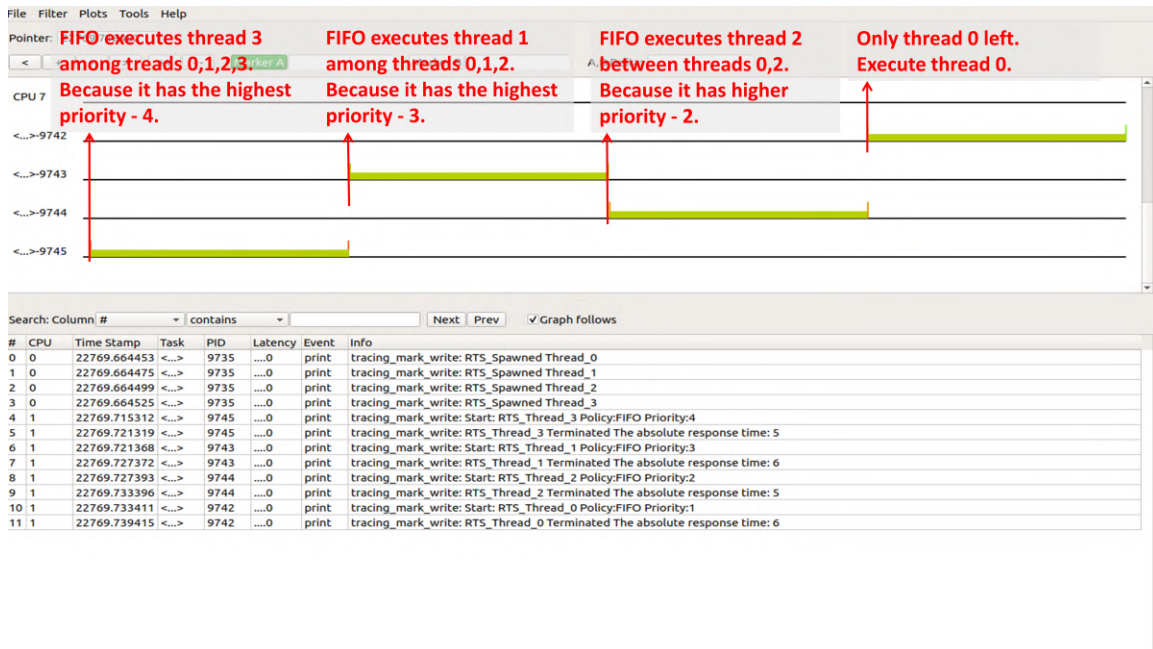 File Filter Plots Tools Help
Pointer:
FIFO executes thread 3
among treads 0,1,2,3.
Because it has the highest
priority - 4.
FIFO executes thread 1
among threads 0,1,2.
Because it has the highest
priority - 3.
FIFO executes thread 2
between threads 0,2.
Because it has higher
priority - 2.
Only thread 0 left.
Execute thread 0.
< Marker A
CPU 7
<...>-9742
<...>-9743
<...>-9744
<...>-9745
Search: Column # contains Next Prev Graph follows
# CPU Time Stamp Task PID Latency Event Info
0 0 22769.664453 <...> 9735 ....0 print tracing_mark_write: RTS_Spawned Thread_0
1 0 22769.664475 <...> 9735 ....0 print tracing_mark_write: RTS_Spawned Thread_1
2 0 22769.664499 <...> 9735 ....0 print tracing_mark_write: RTS_Spawned Thread_2
3 0 22769.664525 <...> 9735 ....0 print tracing_mark_write: RTS_Spawned Thread_3
4 1 22769.715312 <...> 9745 ....0 print tracing_mark_write: Start: RTS_Thread_3 Policy:FIFO Priority:4
5 1 22769.721319 <...> 9745 ....0 print tracing_mark_write: RTS_Thread_3 Terminated The absolute response time: 5
6 1 22769.721368 <...> 9743 ....0 print tracing_mark_write: Start: RTS_Thread_1 Policy:FIFO Priority:3
7 1 22769.727372 <...> 9743 ....0 print tracing_mark_write: RTS_Thread_1 Terminated The absolute response time: 6
8 1 22769.727393 <...> 9744 ....0 print tracing_mark_write: Start: RTS_Thread_2 Policy:FIFO Priority:2
9 1 22769.733396 <...> 9744 ....0 print tracing_mark_write: RTS_Thread_2 Terminated The absolute response time: 5
10 1 22769.733411 <...> 9742 ....0 print tracing_mark_write: Start: RTS_Thread_0 Policy:FIFO Priority:1
11 1 22769.739415 <...> 9742 ....0 print tracing_mark_write: RTS_Thread_0 Terminated The absolute response time: 6